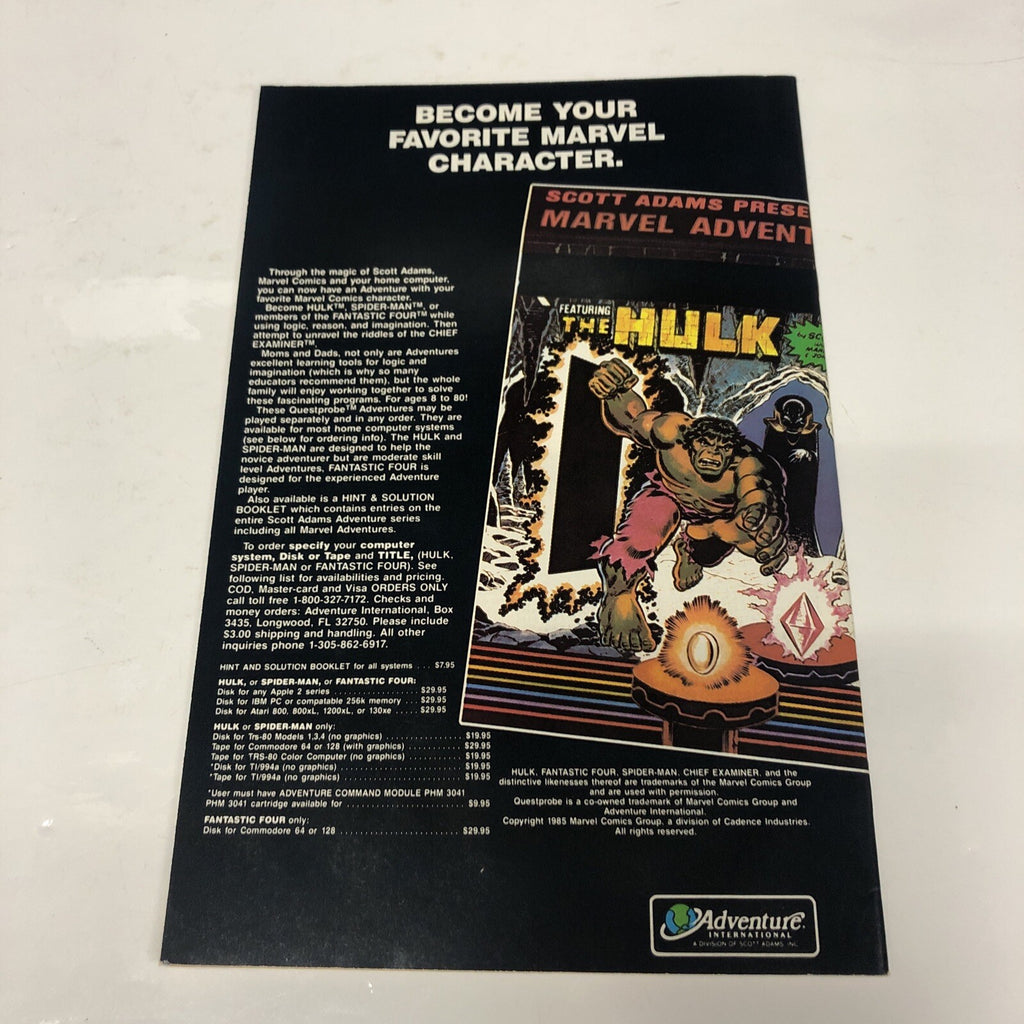 BECOME YOUR
FAVORITE MARVEL
CHARACTER.
SCOTT ADAMS PRESE
MARVEL ADVENT
FEATURING
THE HULK
Through the magic of Scott Adams,
Marvel Comics and your home computer,
you can now have an Adventure with your
favorite Marvel Comics character.
Become HULK™, SPIDER-MAN™, or
members of the FANTASTIC FOUR™ while
using logic, reason, and imagination. Then
attempt to unravel the riddles of the CHIEF
EXAMINER™.
Moms and Dads, not only are Adventures
excellent learning tools for logic and
imagination (which is why so many
educators recommend them), but the whole
family will enjoy working together to solve
these fascinating programs. For ages 8 to 80!
These Questprobe™ Adventures may be
played separately and in any order. They are
available for most home computer systems
(see below for ordering info). The HULK and
SPIDER-MAN are designed to help the
novice adventurer but are moderate skill
level Adventures, FANTASTIC FOUR is
designed for the experienced Adventure
player.
Also available is a HINT & SOLUTION
BOOKLET which contains entries on the
entire Scott Adams Adventure series
including all Marvel Adventures.
To order specify your computer
system, Disk or Tape and TITLE, (HULK,
SPIDER-MAN or FANTASTIC FOUR). See
following list for availabilities and pricing.
COD, Master-card and Visa ORDERS ONLY
call toll free 1-800-327-7172. Checks and
money orders: Adventure International, Box
3435, Longwood, FL 32750. Please include
$3.00 shipping and handling. All other
inquiries phone 1-305-862-6917.
HINT AND SOLUTION BOOKLET for all systems . . . $7.95
HULK, or SPIDER-MAN, or FANTASTIC FOUR:
Disk for any Apple 2 series . . . . . . . . . . . . . . . . $29.95
Disk for IBM PC or compatable 256k memory . . . $29.95
Disk for Atari 800, 800xL, 1200xL, or 130xe . . . . . $29.95
HULK or SPIDER-MAN only:
Disk for Trs-80 Models 1,3,4 (no graphics) . . . . . . . . . . . . $19.95
Tape for Commodore 64 or 128 (with graphics) . . . . . . . . . . $29.95
Tape for TRS-80 Color Computer (no graphics) . . . . . . . . . $19.95
*Disk for TI/994a (no graphics) . . . . . . . . . . . . . . . . . . $19.95
*Tape for TI/994a (no graphics) . . . . . . . . . . . . . . . . . . $19.95
*User must have ADVENTURE COMMAND MODULE PHM 3041
PHM 3041 cartridge available for . . . . . . . . . . . . . . . . . $9.95
FANTASTIC FOUR only:
Disk for Commodore 64 or 128 . . . . . . . . . . . . . . . . . . $29.95
HULK, FANTASTIC FOUR, SPIDER-MAN, CHIEF EXAMINER, and the
distinctive likenesses thereof are trademarks of the Marvel Comics Group
and are used with permission.
Questprobe is a co-owned trademark of Marvel Comics Group and
Adventure International.
Copyright 1985 Marvel Comics Group, a division of Cadence Industries.
All rights reserved.
Adventure
INTERNATIONAL
A DIVISION OF SCOTT ADAMS, INC.